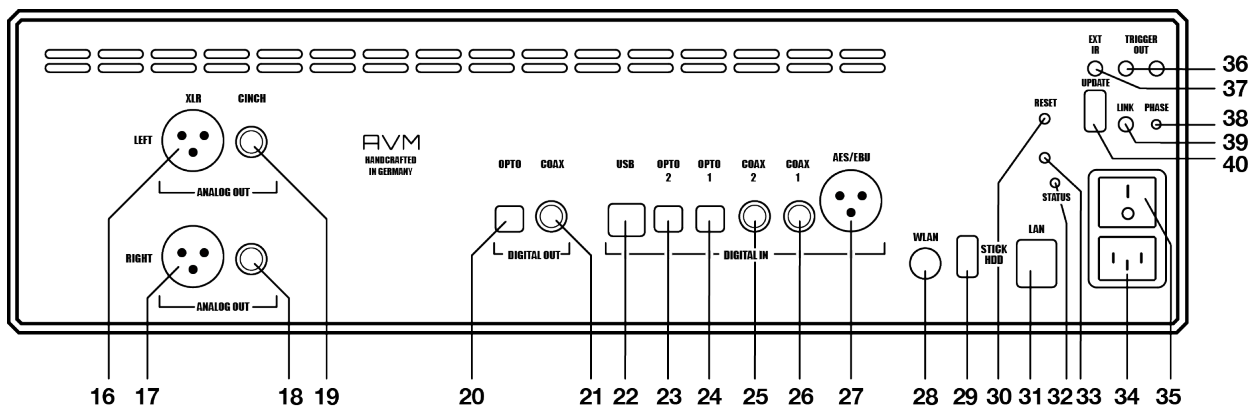 EXT
IR
TRIGGER
OUT
36
37
UPDATE
XLR
CINCH
RESET
LINK
PHASE
38
39
40
LEFT
AVM
HANDCRAFTED
IN GERMANY
OPTO
COAX
USB
OPTO
2
OPTO
1
COAX
2
COAX
1
AES/EBU
ANALOG OUT
STATUS
RIGHT
DIGITAL OUT
DIGITAL IN
WLAN
STICK
HDD
LAN
ANALOG OUT
16
17
18
19
20
21
22
23
24
25
26
27
28
29
30
31
32
33
34
35